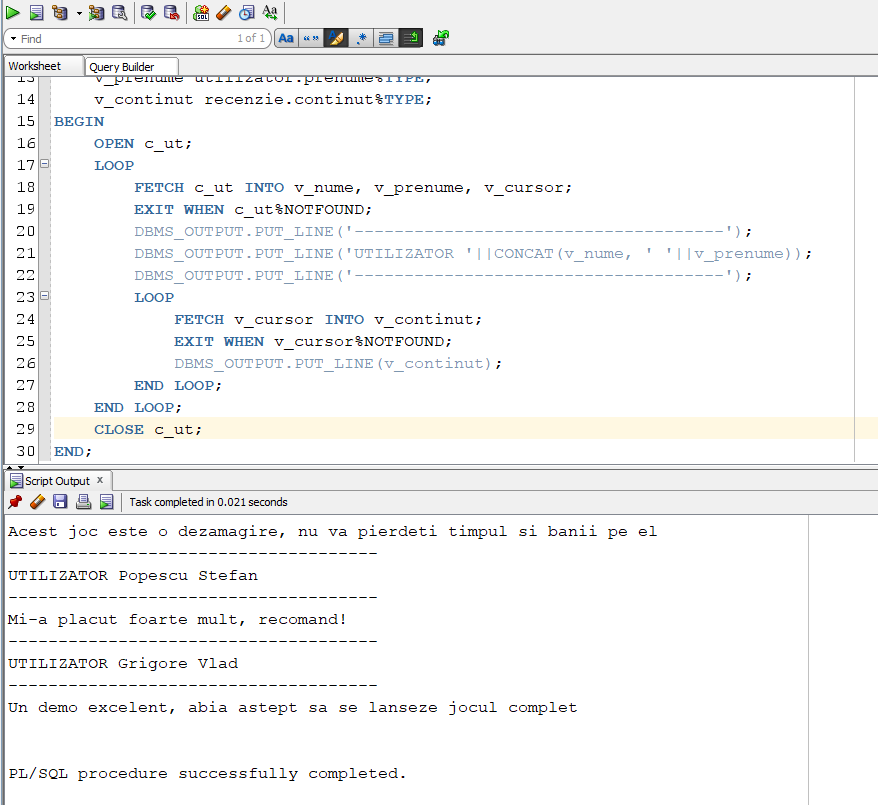 Find 1 of 1 Aa “ ” .*
Worksheet Query Builder
13 v_prenume utilizator.prenume%TYPE;
14 v_continut recenzie.continut%TYPE;
15 BEGIN
16 OPEN c_ut;
17 LOOP
18 FETCH c_ut INTO v_nume, v_prenume, v_cursor;
19 EXIT WHEN c_ut%NOTFOUND;
20 DBMS_OUTPUT.PUT_LINE('-------------------------------------');
21 DBMS_OUTPUT.PUT_LINE('UTILIZATOR '||CONCAT(v_nume, ' '||v_prenume));
22 DBMS_OUTPUT.PUT_LINE('-------------------------------------');
23 LOOP
24 FETCH v_cursor INTO v_continut;
25 EXIT WHEN v_cursor%NOTFOUND;
26 DBMS_OUTPUT.PUT_LINE(v_continut);
27 END LOOP;
28 END LOOP;
29 CLOSE c_ut;
30 END;
Script Output x
Task completed in 0.021 seconds
Acest joc este o dezamagire, nu va pierdeti timpul si banii pe el
-------------------------------------
UTILIZATOR Popescu Stefan
-------------------------------------
Mi-a placut foarte mult, recomand!
-------------------------------------
UTILIZATOR Grigore Vlad
-------------------------------------
Un demo excelent, abia astept sa se lanseze jocul complet
PL/SQL procedure successfully completed.